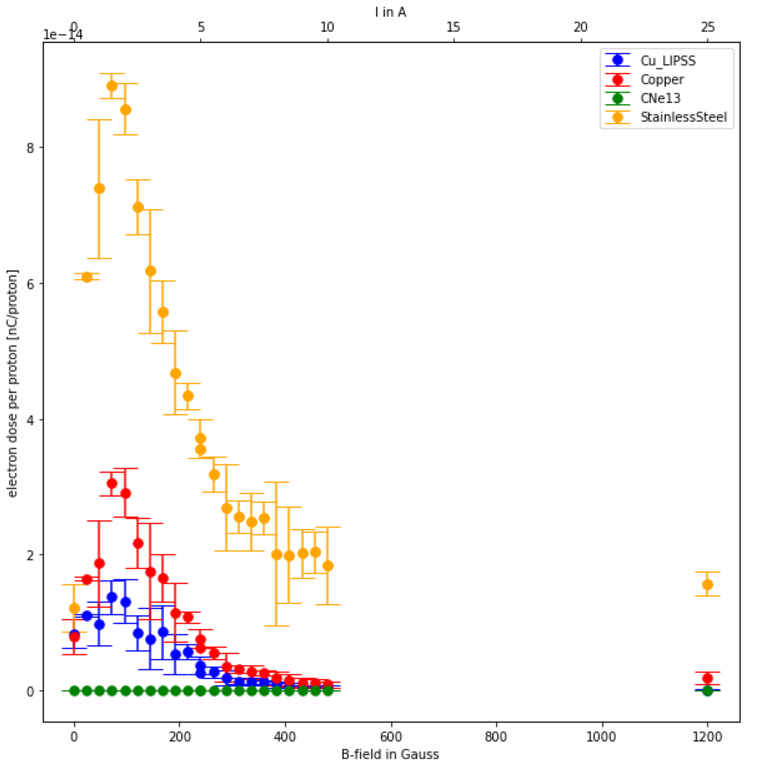 I in A
0 5 10 15 20 25
1e−14
Cu_LIPSS
Copper
CNe13
StainlessSteel
8
6
4
2
0
electron dose per proton [nC/proton]
0 200 400 600 800 1000 1200
B-field in Gauss